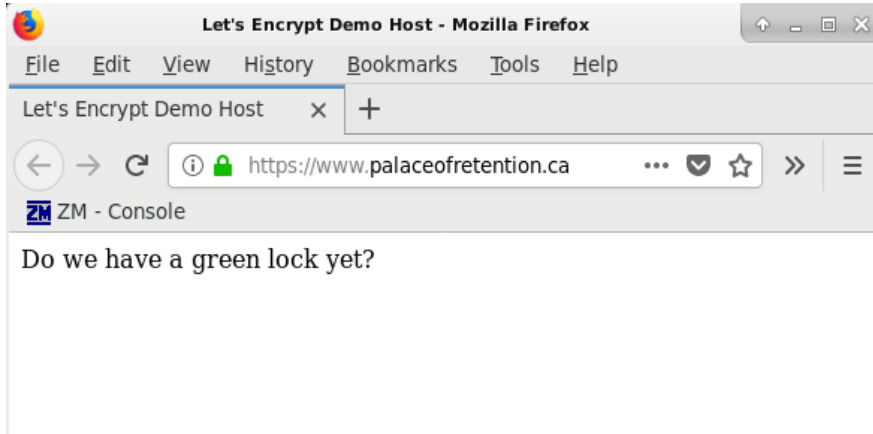 Let's Encrypt Demo Host - Mozilla Firefox
File Edit View History Bookmarks Tools Help
Let's Encrypt Demo Host
https://www.palaceofretention.ca
ZM ZM - Console
Do we have a green lock yet?